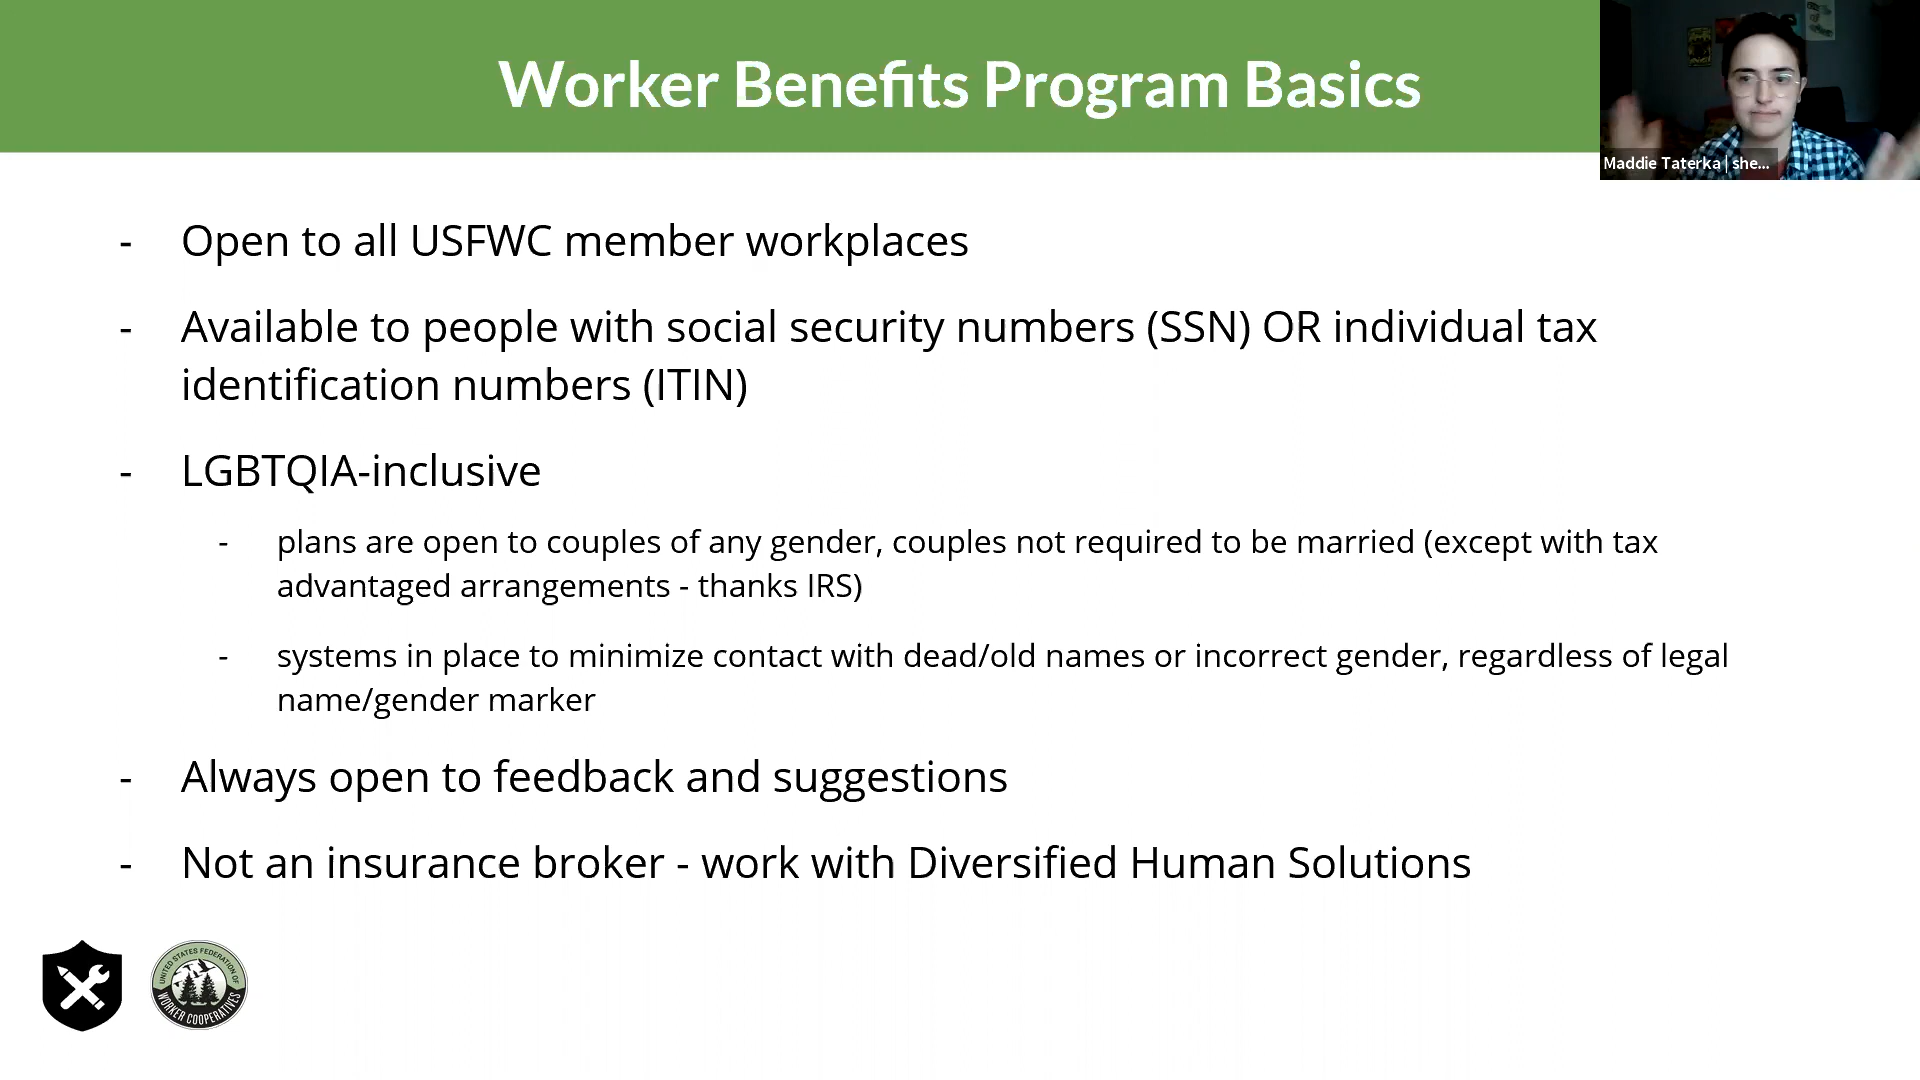 Worker Benefits Program Basics
Maddie Taterka | she...
- Open to all USFWC member workplaces
- Available to people with social security numbers (SSN) OR individual tax
identification numbers (ITIN)
- LGBTQIA-inclusive
- plans are open to couples of any gender, couples not required to be married (except with tax
advantaged arrangements - thanks IRS)
- systems in place to minimize contact with dead/old names or incorrect gender, regardless of legal
name/gender marker
- Always open to feedback and suggestions
- Not an insurance broker - work with Diversified Human Solutions
UNITED STATES FEDERATION OF
WORKER COOPERATIVES